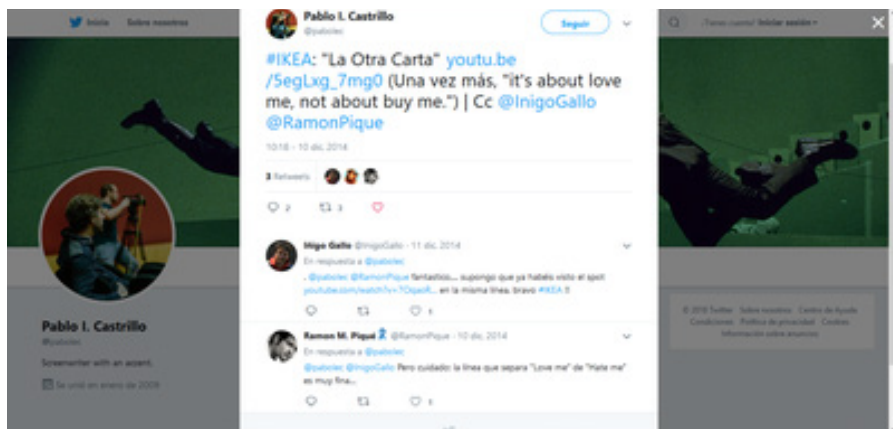 Inicio Sobre nosotros
¿Tienes cuenta? Iniciar sesión
Pablo I. Castrillo
@pabolec
Seguir
#IKEA: "La Otra Carta" youtu.be
/5egLxg_7mg0 (Una vez más, "it's about love
me, not about buy me.") | Cc @InigoGallo
@RamonPique
10:16 - 10 dic. 2014
3 Retweets
2 3
Iñigo Gallo @InigoGallo · 11 dic. 2014
En respuesta a @pabolec
. @pabolec @RamonPique fantastico.... supongo que ya habéis visto el spot
en la misma línea. bravo #IKEA !!
1
Ramon M. Piqué @RamonPique · 10 dic. 2014
En respuesta a @pabolec
@pabolec @InigoGallo Pero cuidado: la línea que separa "Love me" de "Hate me"
es muy fina...
1
Pablo I. Castrillo
@pabolec
Screenwriter with an accent.
Se unió en enero de 2009
© 2018 Twitter Sobre nosotros Centro de Ayuda
Condiciones Política de privacidad Cookies
Información sobre anuncios